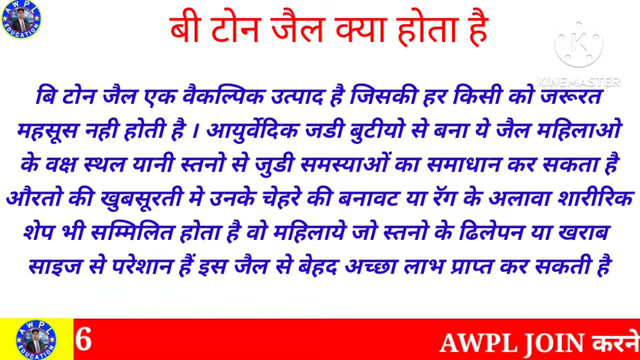 AWPL
EDUCATION
बी टोन जैल क्या होता है
KINEMASTER
बि टोन जैल एक वैकल्पिक उत्पाद है जिसकी हर किसी को जरूरत
महसूस नही होती है । आयुर्वेदिक जडी बुटीयो से बना ये जैल महिलाओ
के वक्ष स्थल यानी स्तनो से जुडी समस्याओं का समाधान कर सकता है
औरतो की खुबसूरती मे उनके चेहरे की बनावट या रॅग के अलावा शारीरिक
शेप भी सम्मिलित होता है वो महिलाये जो स्तनो के ढिलेपन या खराब
साइज से परेशान हैं इस जैल से बेहद अच्छा लाभ प्राप्त कर सकती है
AWPL
EDUCATION
6
AWPL JOIN करने